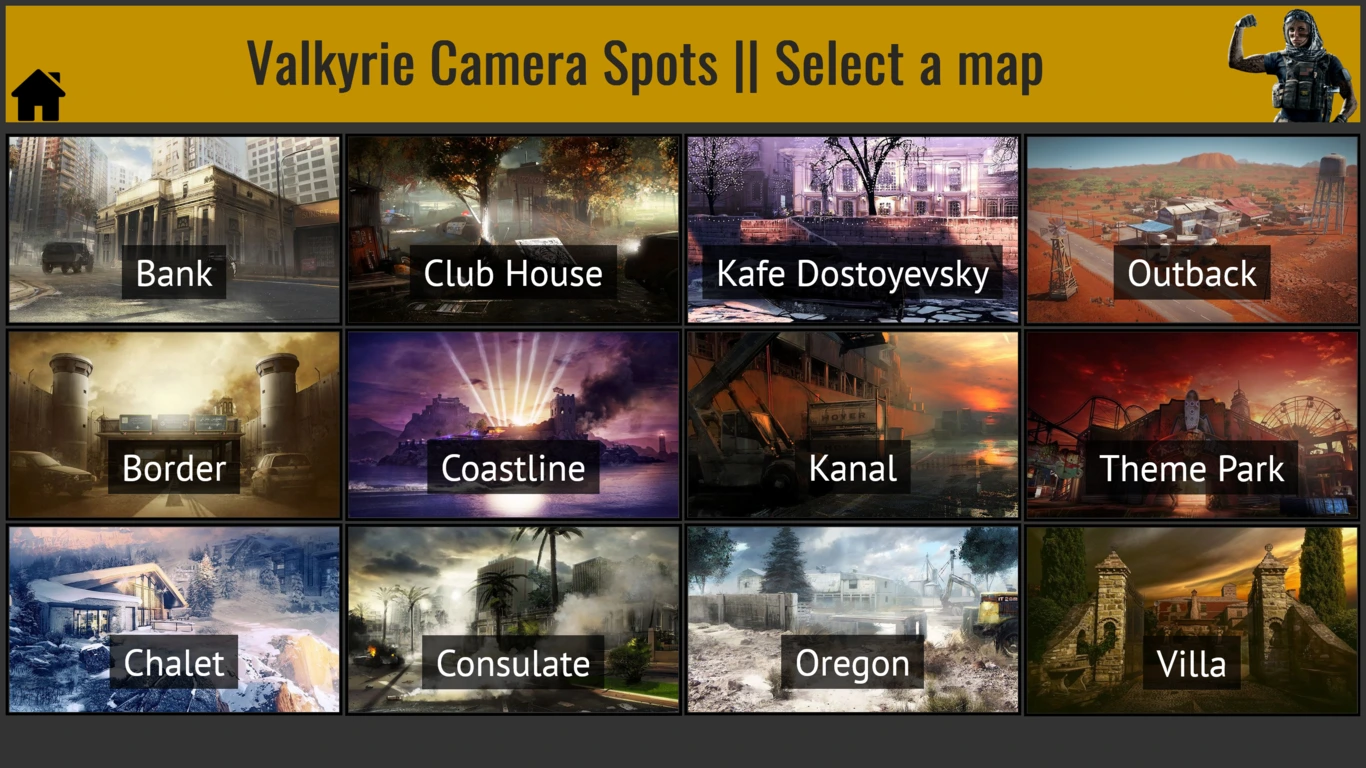 Valkyrie Camera Spots || Select a map
Bank
Club House
Kafe Dostoyevsky
Outback
Border
Coastline
HOYER
Kanal
Theme Park
Chalet
Consulate
Oregon
Villa